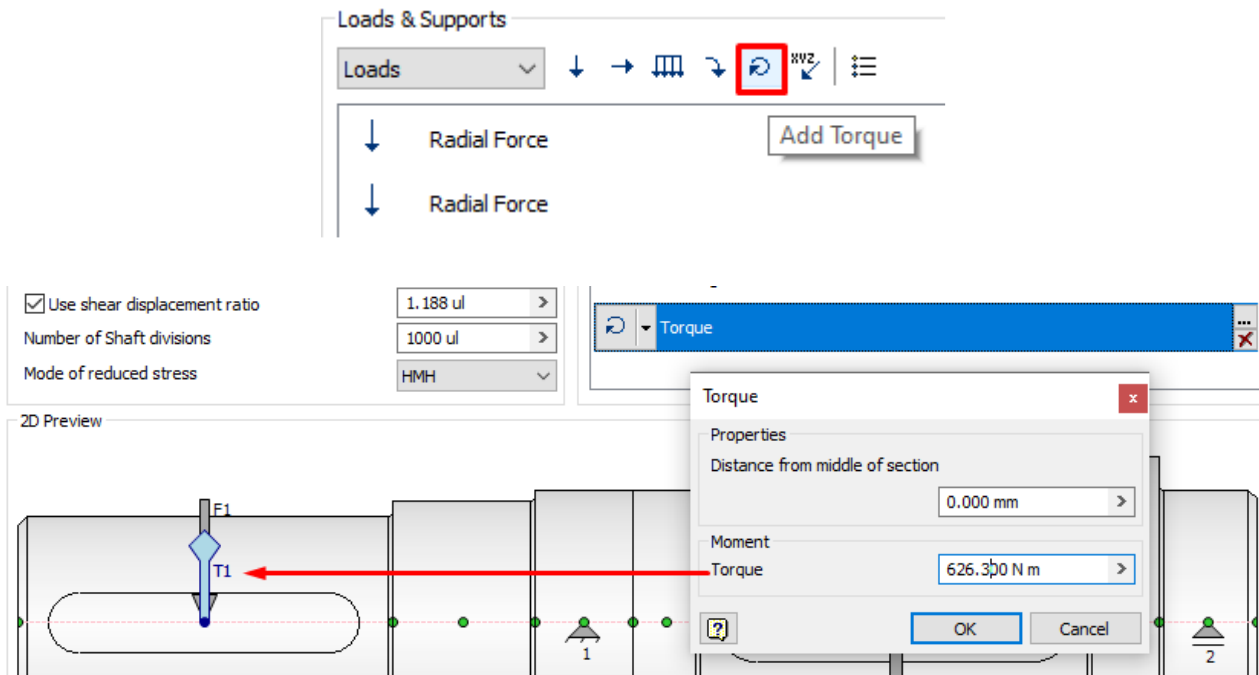 Loads & Supports
Loads
XYZ
Radial Force
Add Torque
Radial Force
Use shear displacement ratio
1.188 ul
Number of Shaft divisions
1000 ul
Mode of reduced stress
HMH
Torque
...
2D Preview
F1
T1
1
2
Torque
x
Properties
Distance from middle of section
0.000 mm
>
Moment
Torque
626.300 N m
>
?
OK
Cancel